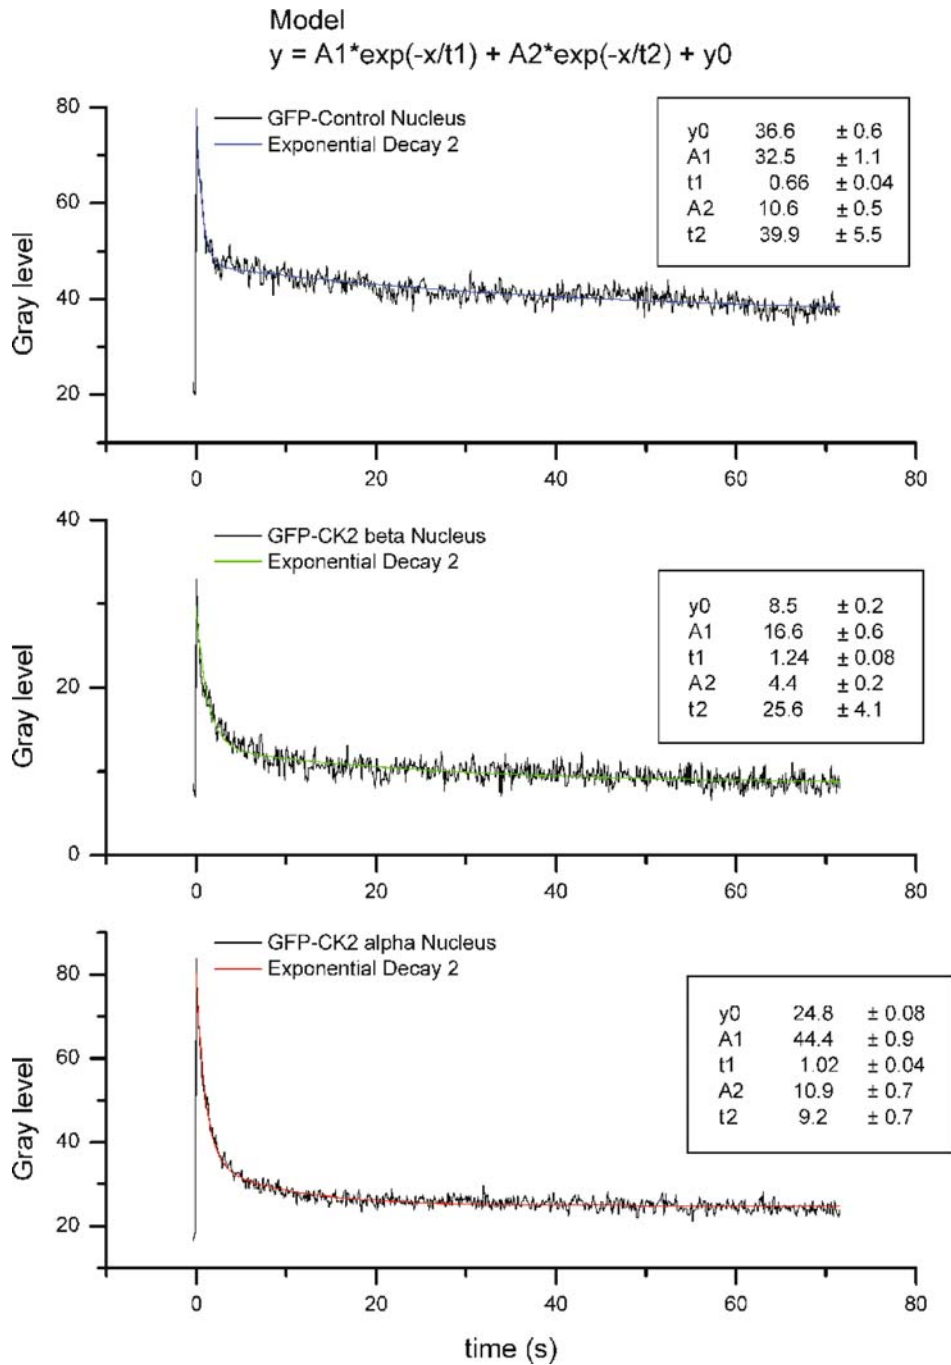 Model
y = A1*exp(-x/t1) + A2*exp(-x/t2) + y0
80
60
40
20
Gray level
GFP-Control Nucleus
Exponential Decay 2
y0 36.6 ± 0.6
A1 32.5 ± 1.1
t1 0.66 ± 0.04
A2 10.6 ± 0.5
t2 39.9 ± 5.5
0 20 40 60 80
40
20
0
Gray level
GFP-CK2 beta Nucleus
Exponential Decay 2
y0 8.5 ± 0.2
A1 16.6 ± 0.6
t1 1.24 ± 0.08
A2 4.4 ± 0.2
t2 25.6 ± 4.1
0 20 40 60 80
80
60
40
20
Gray level
GFP-CK2 alpha Nucleus
Exponential Decay 2
y0 24.8 ± 0.08
A1 44.4 ± 0.9
t1 1.02 ± 0.04
A2 10.9 ± 0.7
t2 9.2 ± 0.7
0 20 40 60 80
time (s)